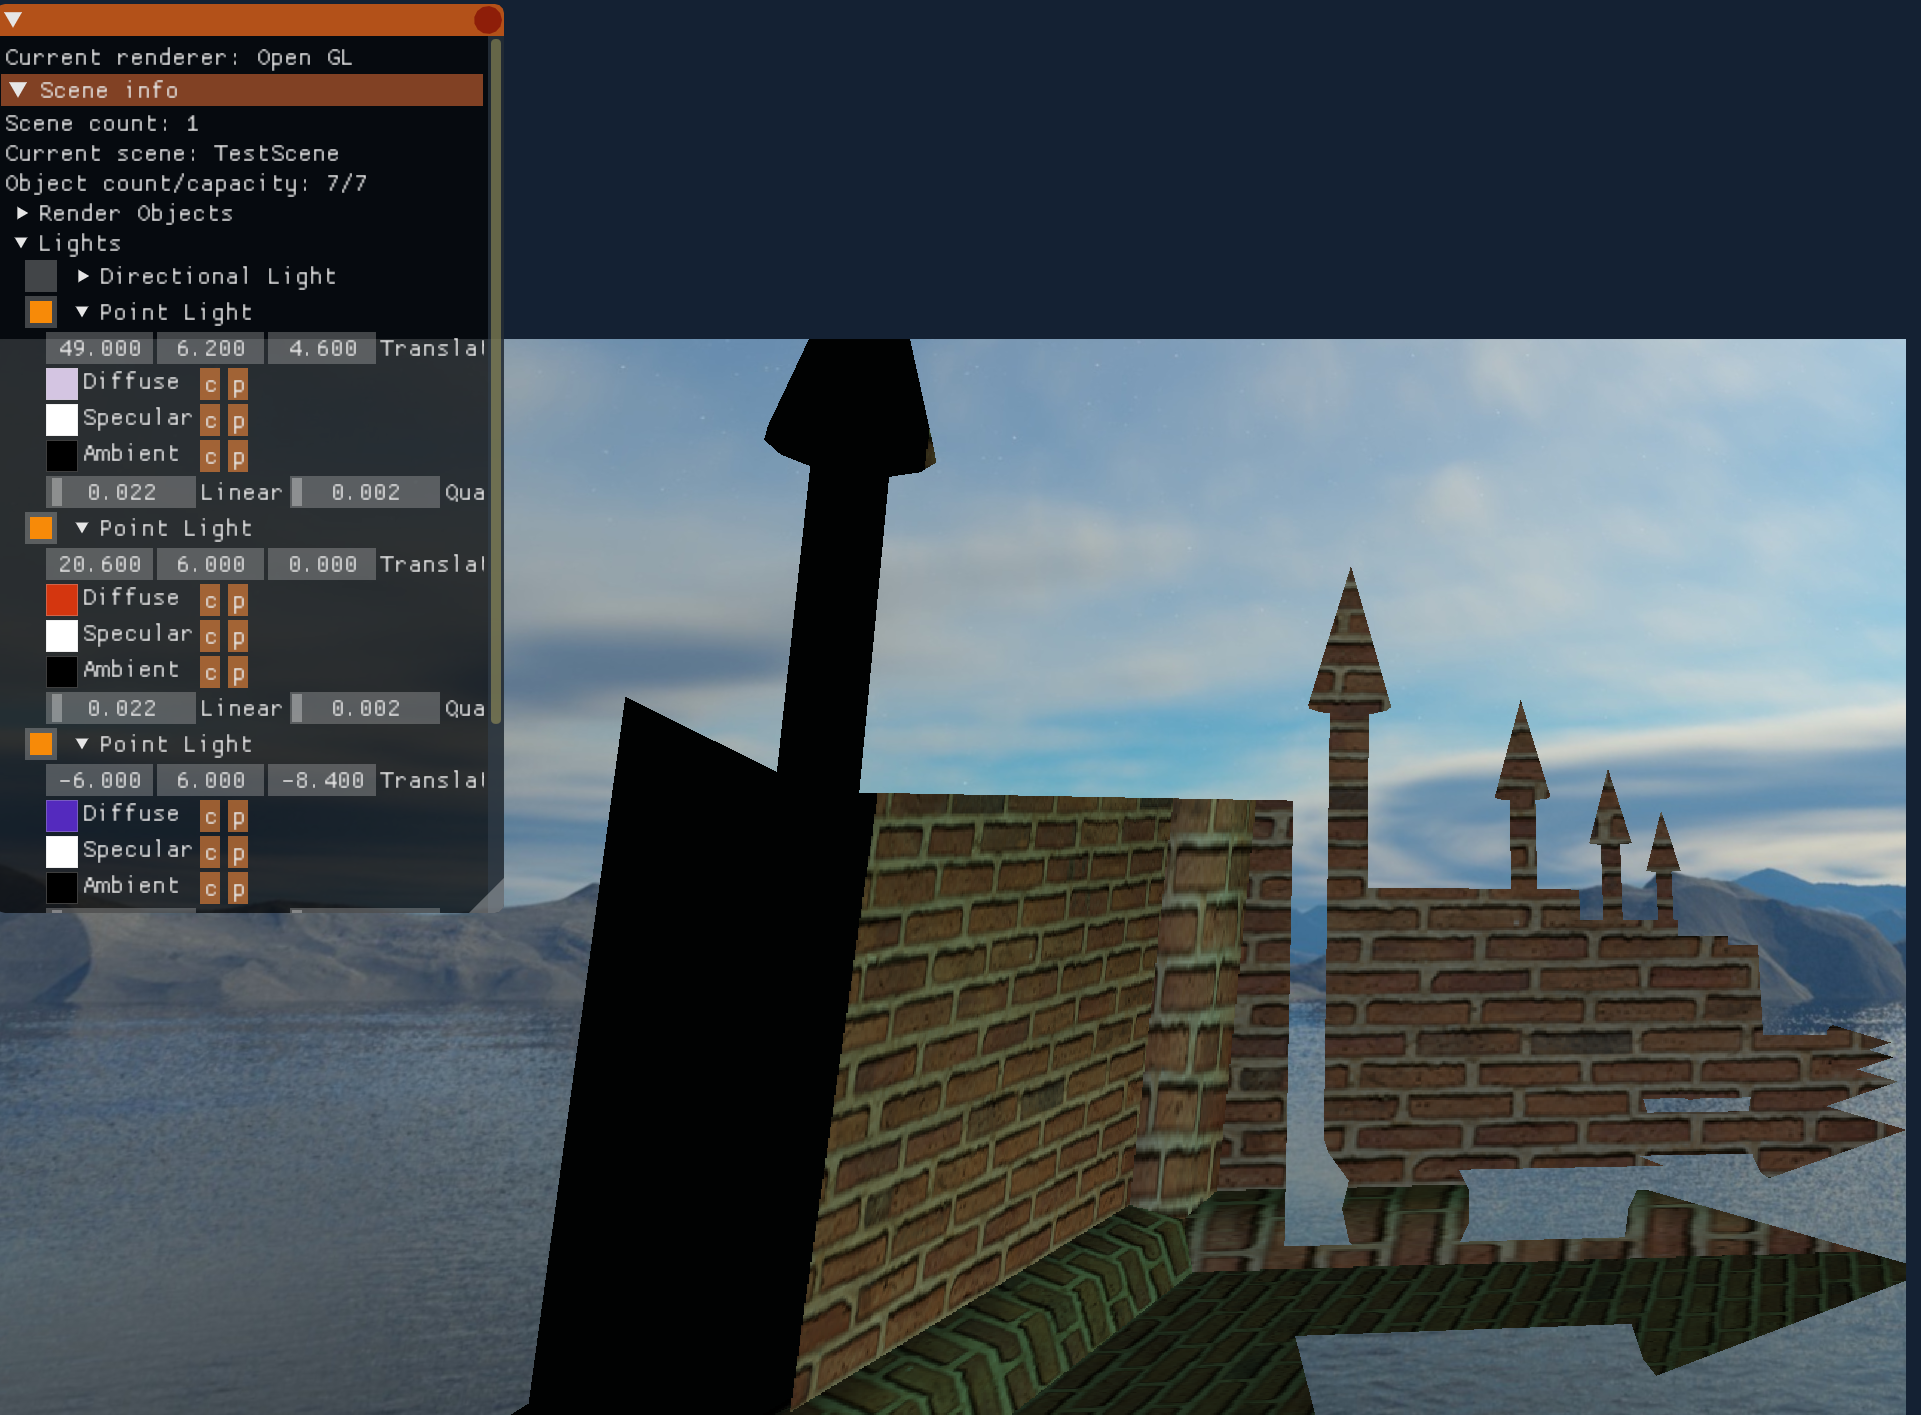 Current renderer: Open GL
Scene info
Scene count: 1
Current scene: TestScene
Object count/capacity: 7/7
Render Objects
Lights
Directional Light
Point Light
49.000 6.200 4.600 Transla
Diffuse c p
Specular c p
Ambient c p
0.022 Linear 0.002 Qua
Point Light
20.600 6.000 0.000 Transla
Diffuse c p
Specular c p
Ambient c p
0.022 Linear 0.002 Qua
Point Light
-6.000 6.000 -8.400 Transla
Diffuse c p
Specular c p
Ambient c p